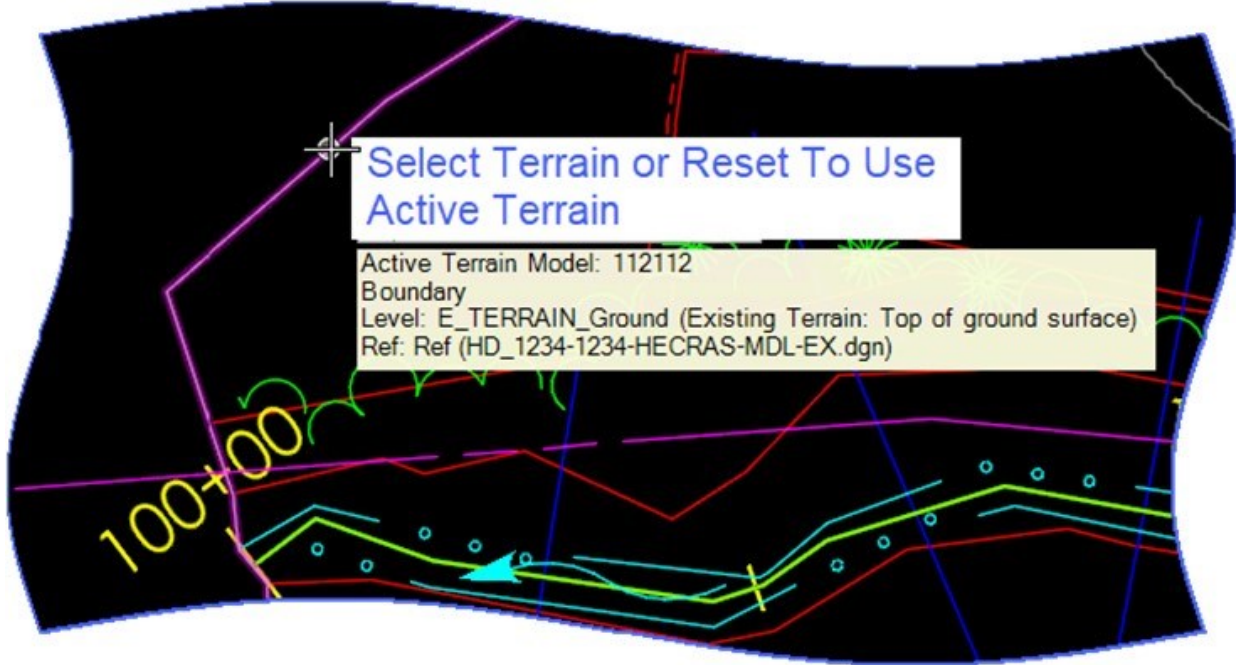 Select Terrain or Reset To Use
Active Terrain
Active Terrain Model: 112112
Boundary
Level: E_TERRAIN_Ground (Existing Terrain: Top of ground surface)
Ref: Ref (HD_1234-1234-HECRAS-MDL-EX.dgn)
100+00